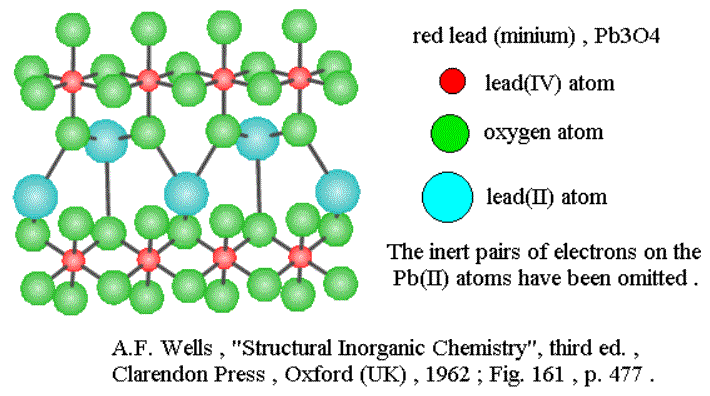 red lead (minium) , Pb3O4
lead(IV) atom
oxygen atom
lead(II) atom
The inert pairs of electrons on the
Pb(II) atoms have been omitted .
A.F. Wells , "Structural Inorganic Chemistry", third ed. ,
Clarendon Press , Oxford (UK) , 1962 ; Fig. 161 , p. 477 .